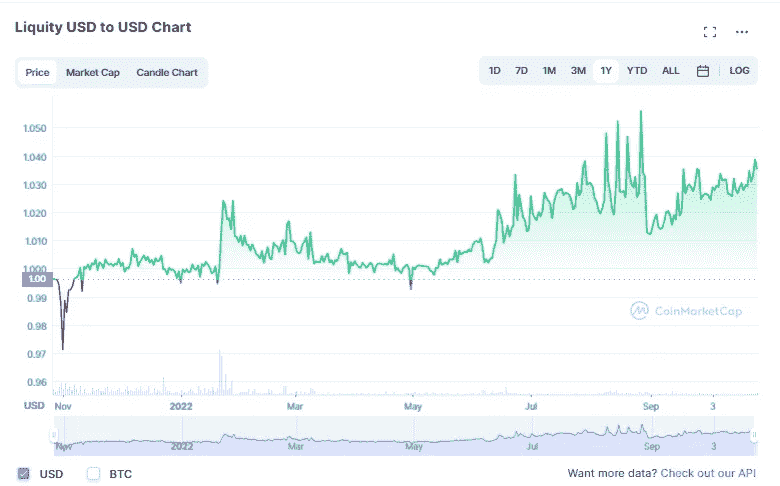 Liquity USD to USD Chart
Price Market Cap Candle Chart
1D 7D 1M 3M 1Y YTD ALL LOG
1.050
1.040
1.030
1.020
1.010
1.000
1.00
0.99
0.98
0.97
0.96
CoinMarketCap
USD Nov 2022 Mar May Jul Sep 3
Nov 2022 Mar May Jul Sep 3
USD BTC
Want more data? Check out our API